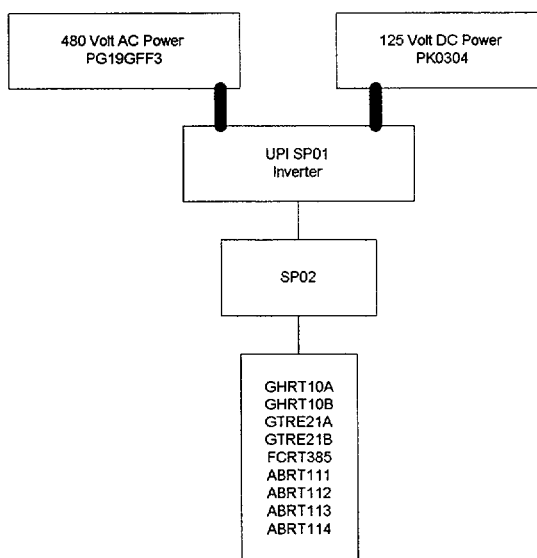 480 Volt AC Power
PG19GFF3
125 Volt DC Power
PK0304
UPI SP01
Inverter
SP02
GHRT10A
GHRT10B
GTRE21A
GTRE21B
FCRT385
ABRT111
ABRT112
ABRT113
ABRT114